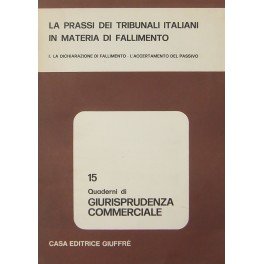 LA PRASSI DEI TRIBUNALI ITALIANI
IN MATERIA DI FALLIMENTO
I. LA DICHIARAZIONE DI FALLIMENTO - L'ACCERTAMENTO DEL PASSIVO
15
Quaderni di
GIURISPRUDENZA
COMMERCIALE
CASA EDITRICE GIUFFRÈ